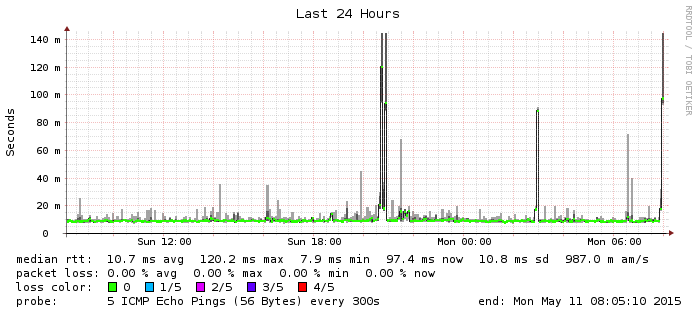 Last 24 Hours
RRDTOOL / TOBI OETIKER
Seconds
140 m
120 m
100 m
80 m
60 m
40 m
20 m
0
Sun 12:00 Sun 18:00 Mon 00:00 Mon 06:00
median rtt: 10.7 ms avg 120.2 ms max 7.9 ms min 97.4 ms now 10.8 ms sd 987.0 m am/s
packet loss: 0.00 % avg 0.00 % max 0.00 % min 0.00 % now
loss color: 0 1/5 2/5 3/5 4/5
probe: 5 ICMP Echo Pings (56 Bytes) every 300s end: Mon May 11 08:05:10 2015